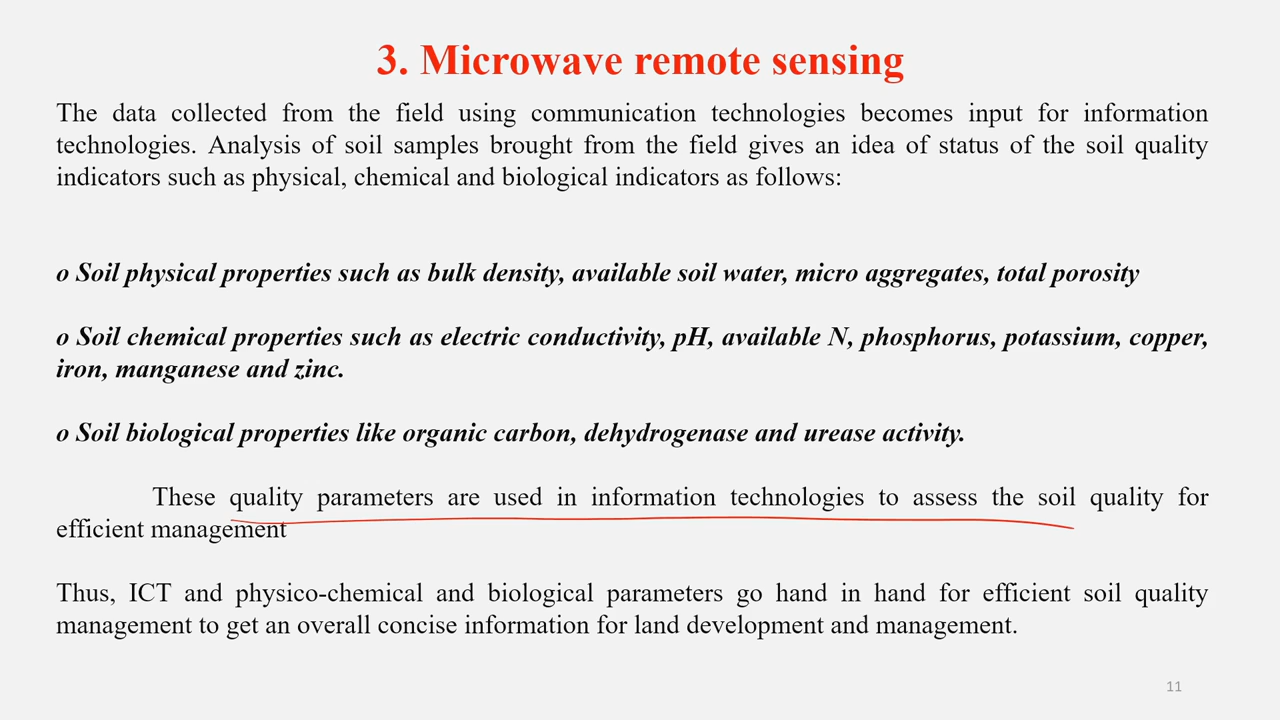 3. Microwave remote sensing
The data collected from the field using communication technologies becomes input for information
technologies. Analysis of soil samples brought from the field gives an idea of status of the soil quality
indicators such as physical, chemical and biological indicators as follows:
o Soil physical properties such as bulk density, available soil water, micro aggregates, total porosity
o Soil chemical properties such as electric conductivity, pH, available N, phosphorus, potassium, copper,
iron, manganese and zinc.
o Soil biological properties like organic carbon, dehydrogenase and urease activity.
These quality parameters are used in information technologies to assess the soil quality for
efficient management
Thus, ICT and physico-chemical and biological parameters go hand in hand for efficient soil quality
management to get an overall concise information for land development and management.
11